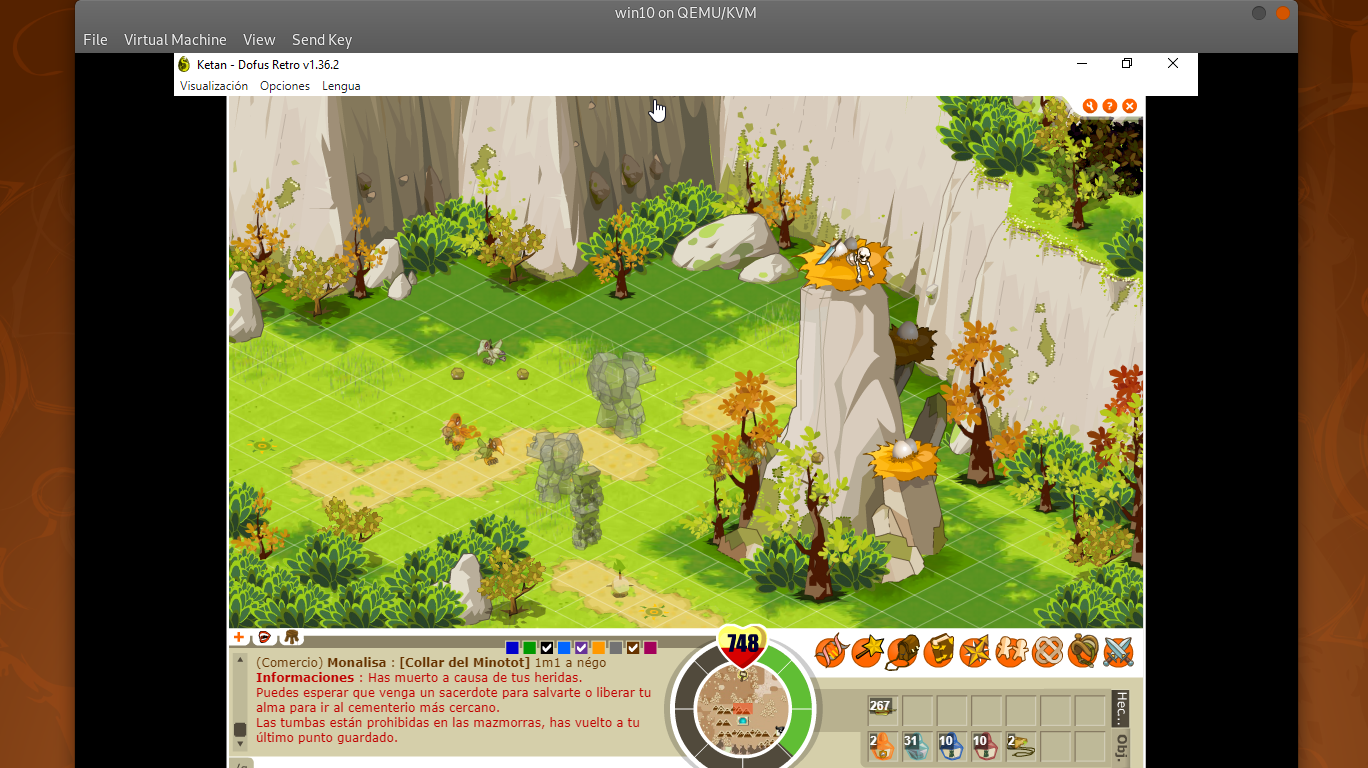 win10 on QEMU/KVM
File Virtual Machine View Send Key
Ketan - Dofus Retro v1.36.2
Visualización Opciones Lengua
748
(Comercio) Monalisa : [Collar del Minotot] 1m1 a négo
Informaciones : Has muerto a causa de tus heridas.
Puedes esperar que venga un sacerdote para salvarte o liberar tu
alma para ir al cementerio más cercano.
Las tumbas están prohibidas en las mazmorras, has vuelto a tu
último punto guardado.
267
Hec...
2 31 10 10 2
Obj.